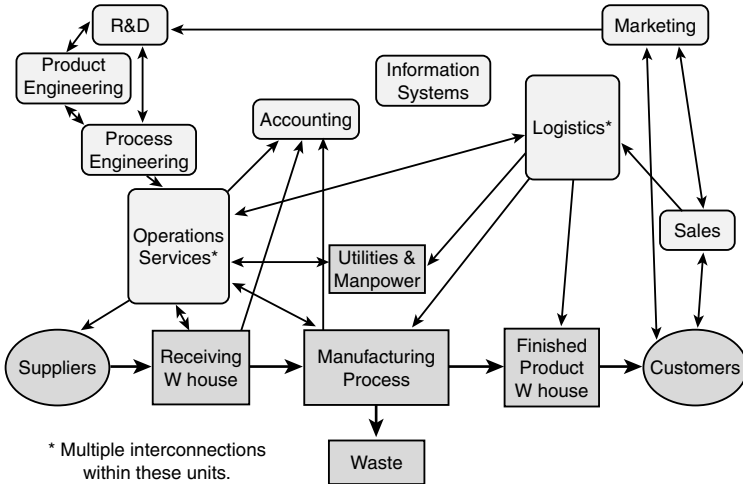 R&D
Marketing
Product
Engineering
Information
Systems
Accounting
Logistics*
Process
Engineering
Operations
Services*
Sales
Utilities &
Manpower
Suppliers
Receiving
W house
Manufacturing
Process
Finished
Product
W house
Customers
* Multiple interconnections
within these units.
Waste